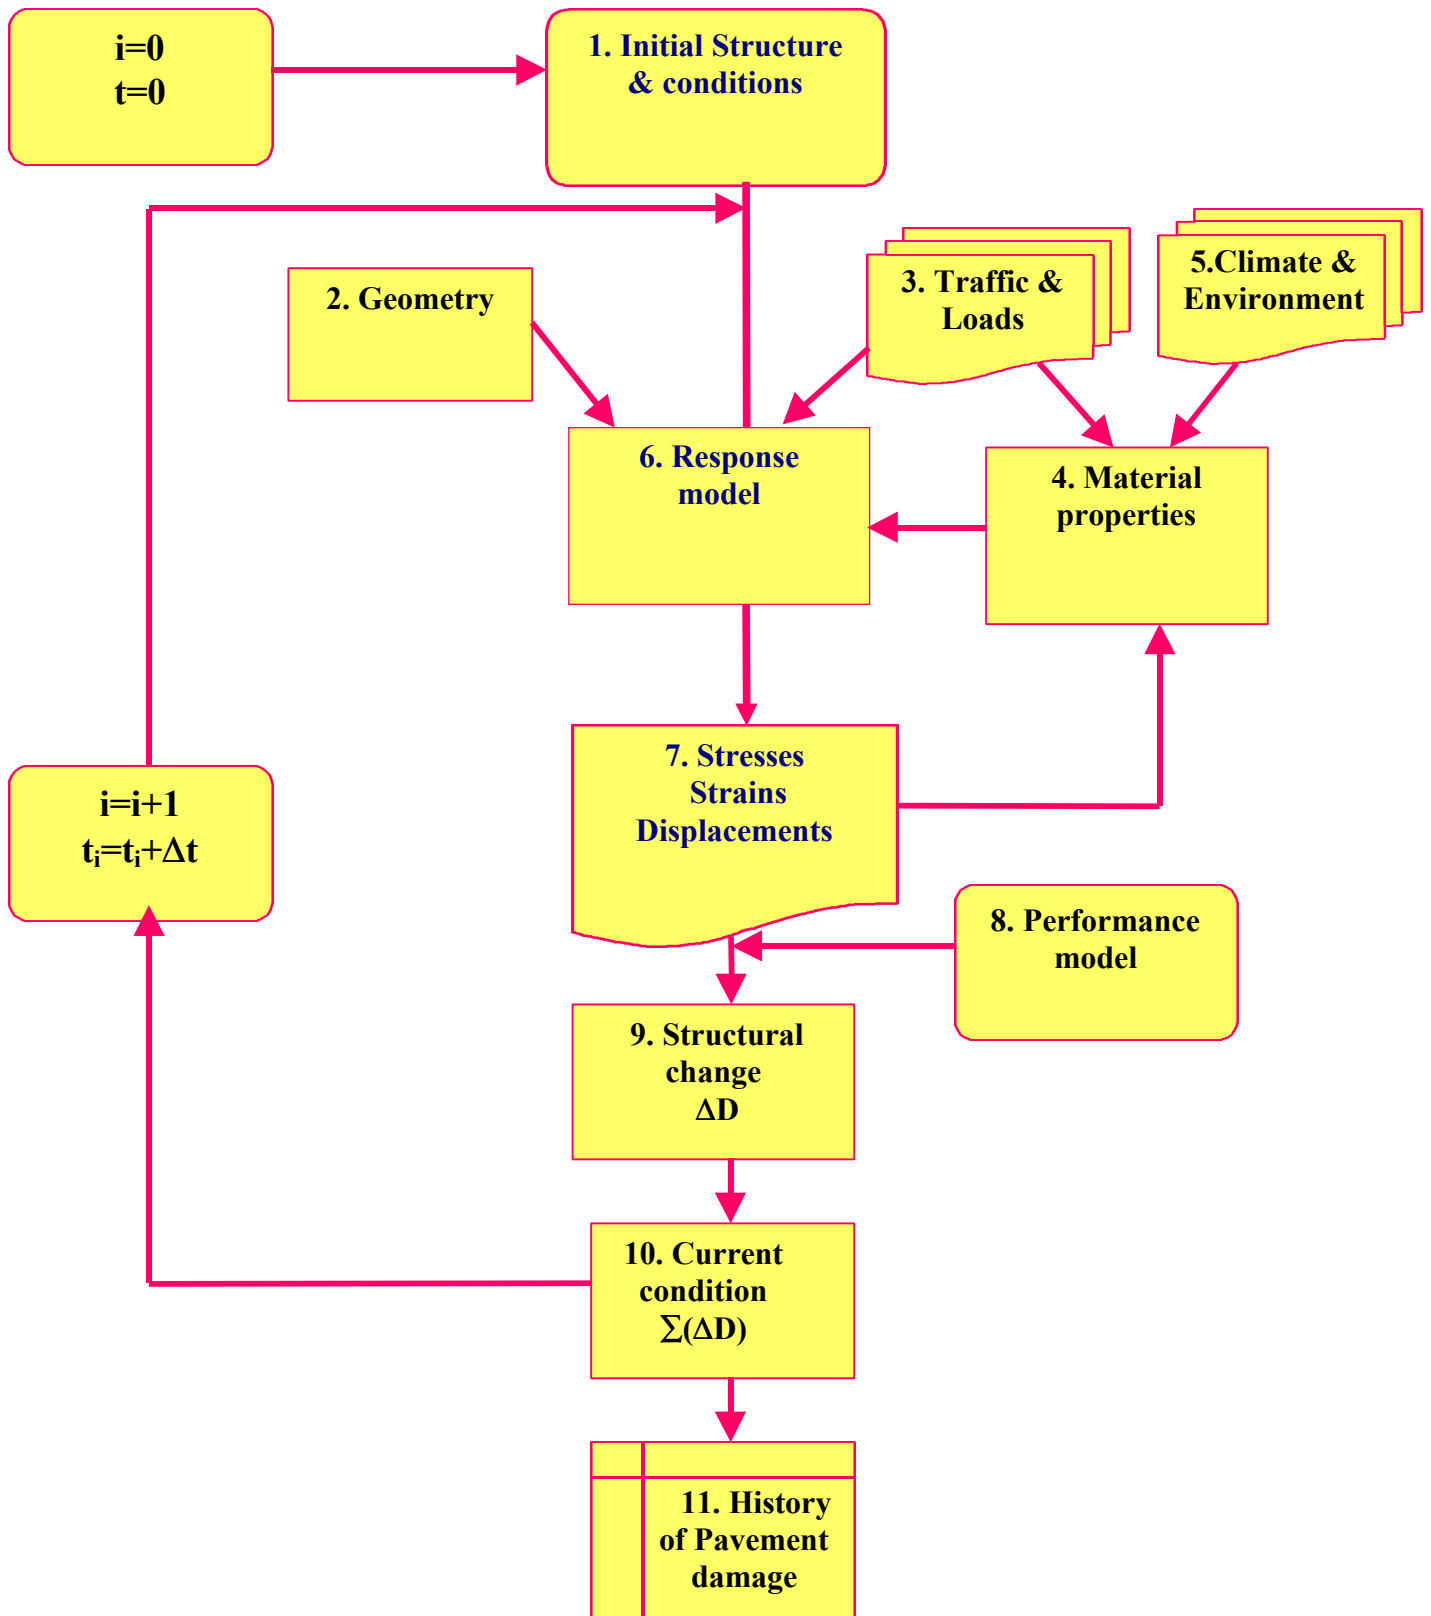 i=0
t=0
1. Initial Structure
& conditions
2. Geometry
3. Traffic &
Loads
5.Climate &
Environment
6. Response
model
4. Material
properties
7. Stresses
Strains
Displacements
i=i+1
tᵢ=tᵢ+Δt
8. Performance
model
9. Structural
change
ΔD
10. Current
condition
∑(ΔD)
11. History
of Pavement
damage